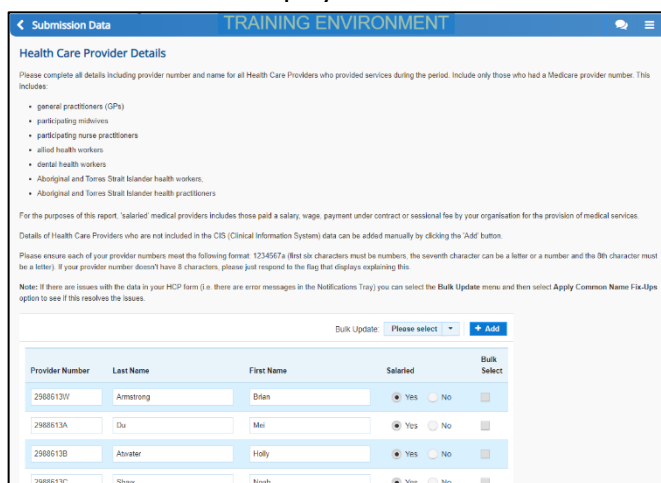 Submission Data
TRAINING ENVIRONMENT
Health Care Provider Details
Please complete all details including provider number and name for all Health Care Providers who provided services during the period. Include only those who had a Medicare provider number. This
includes:
• general practitioners (GPs)
• participating midwives
• participating nurse practitioners
• allied health workers
• dental health workers
• Aboriginal and Torres Strait Islander health workers,
• Aboriginal and Torres Strait Islander health practitioners
For the purposes of this report, 'salaried' medical providers includes those paid a salary, wage, payment under contract or sessional fee by your organisation for the provision of medical services.
Details of Health Care Providers who are not included in the CIS (Clinical Information System) data can be added manually by clicking the 'Add' button.
Please ensure each of your provider numbers meet the following format: 1234567a (first six characters must be numbers, the seventh character can be a letter or a number and the 8th character must
be a letter). If your provider number doesn't have 8 characters, please just respond to the flag that displays explaining this.
Note: If there are issues with the data in your HCP form (i.e. there are error messages in the Notifications Tray) you can select the Bulk Update menu and then select Apply Common Name Fix-Ups
option to see if this resolves the issues.
Bulk Update: Please select + Add
Provider Number Last Name First Name Salaried Bulk Select
2988613W Armstrong Brian Yes No
2988613A Du Mei Yes No
2988613B Atwater Holly Yes No
2988613C Shaw Noah Yes No